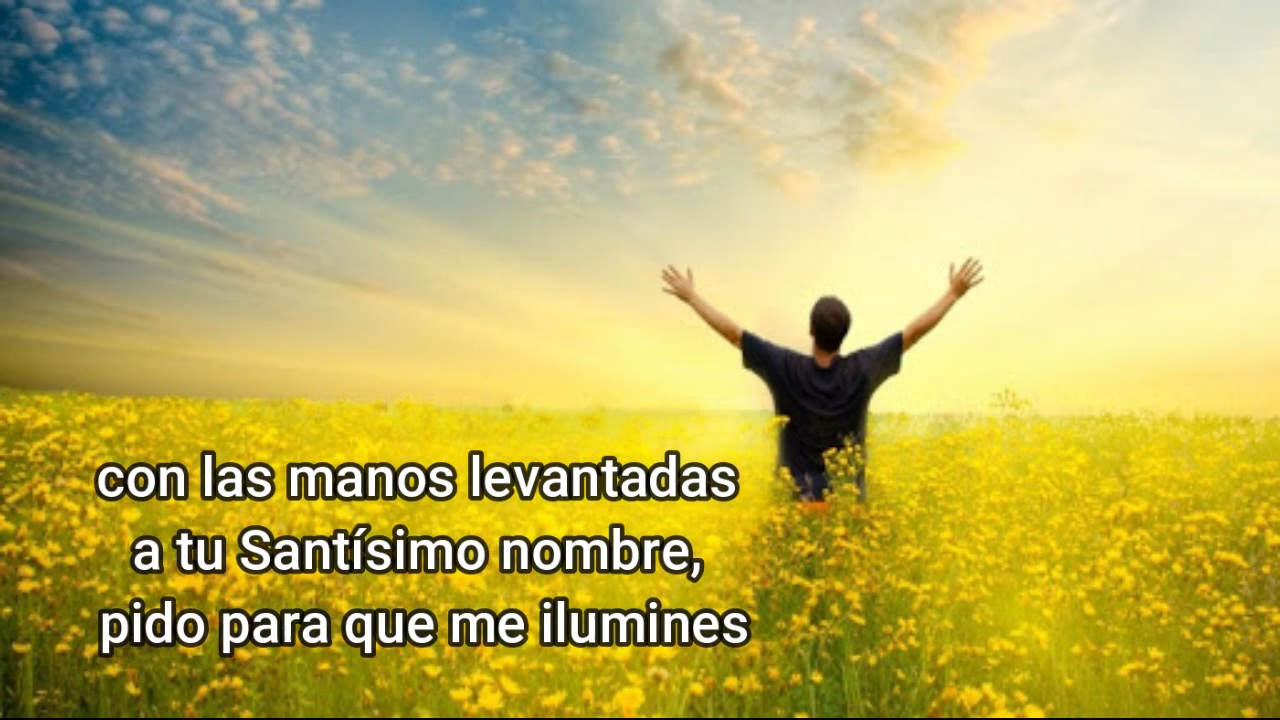 con las manos levantadas
a tu Santísimo nombre,
pido para que me ilumines